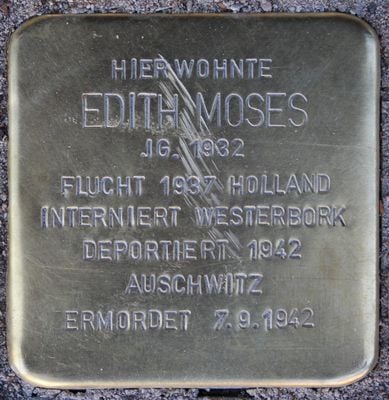 HIER WOHNTE
EDITH MOSES
JG. 1932
FLUCHT 1937 HOLLAND
INTERNIERT WESTERBORK
DEPORTIERT 1942
AUSCHWITZ
ERMORDET 7.9.1942